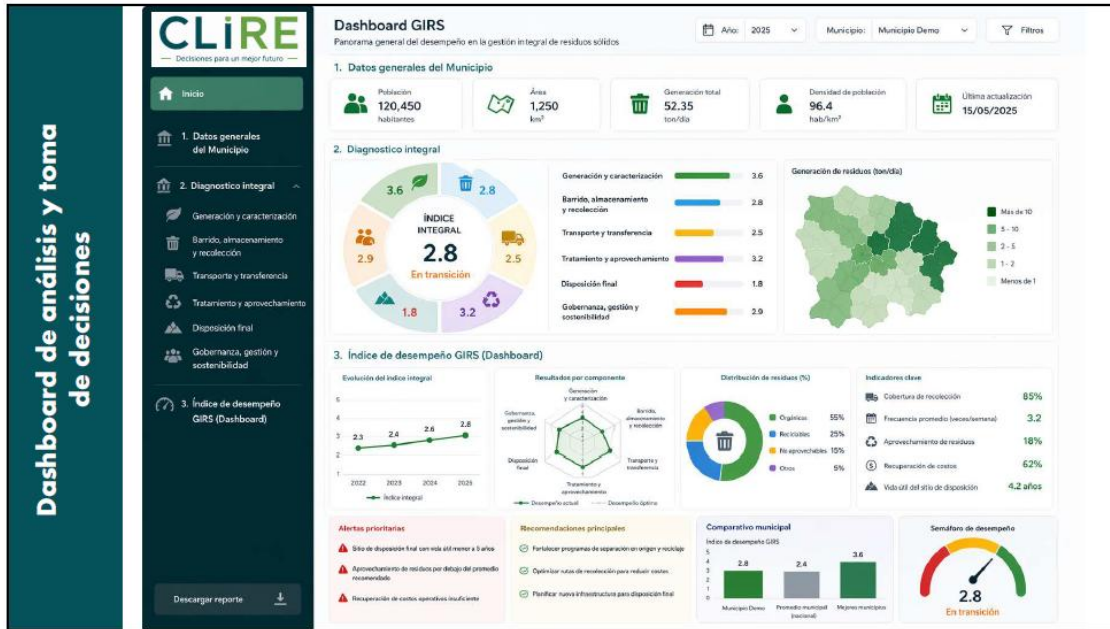 Dashboard de análisis y toma
de decisiones
CLiRE
Decisiones para un mejor futuro
Inicio
1. Datos generales
del Municipio
2. Diagnostico integral
Generación y caracterización
Barrido, almacenamiento
y recolección
Transporte y transferencia
Tratamiento y aprovechamiento
Disposición final
Gobernanza, gestión y
sostenibilidad
3. Índice de desempeño
GIRS (Dashboard)
Descargar reporte
Dashboard GIRS
Panorama general del desempeño en la gestión integral de residuos sólidos
Año: 2025
Municipio: Municipio Demo
Filtros
1. Datos generales del Municipio
Población
120,450
habitantes
Área
1,250
km²
Generación total
52.35
ton/día
Densidad de población
96.4
hab/km²
Última actualización
15/05/2025
2. Diagnostico integral
3.6
2.8
2.9
2.5
1.8
3.2
ÍNDICE
INTEGRAL
2.8
En transición
Generación y caracterización 3.6
Barrido, almacenamiento
y recolección 2.8
Transporte y transferencia 2.5
Tratamiento y aprovechamiento 3.2
Disposición final 1.8
Gobernanza, gestión y
sostenibilidad 2.9
Generación de residuos (ton/día)
Más de 10
5 - 10
2 - 5
1 - 2
Menos de 1
3. Índice de desempeño GIRS (Dashboard)
Evolución del índice integral
5
4
3
2
1
2.3
2.4
2.6
2.8
2022
2023
2024
2025
Índice integral
Resultados por componente
Generación
y caracterización
Barrido,
almacenamiento
y recolección
Transporte y
transferencia
Tratamiento y
aprovechamiento
Disposición
final
Gobernanza,
gestión y
sostenibilidad
Desempeño actual
Desempeño óptimo
Distribución de residuos (%)
Orgánicos 55%
Reciclables 25%
No aprovechables 15%
Otros 5%
Indicadores clave
Cobertura de recolección 85%
Frecuencia promedio (veces/semana) 3.2
Aprovechamiento de residuos 18%
Recuperación de costos 62%
Vida útil del sitio de disposición 4.2 años
Alertas prioritarias
Sitio de disposición final con vida útil menor a 5 años
Aprovechamiento de residuos por debajo del promedio
recomendado
Recuperación de costos operativos insuficiente
Recomendaciones principales
Fortalecer programas de separación en origen y reciclaje
Optimizar rutas de recolección para reducir costos
Planificar nueva infraestructura para disposición final
Comparativo municipal
Índice de desempeño GIRS
5
4
3
2
1
0
2.8
2.4
3.6
Municipio Demo
Promedio municipal
(nacional)
Mejores municipios
Semáforo de desempeño
2.8
En transición